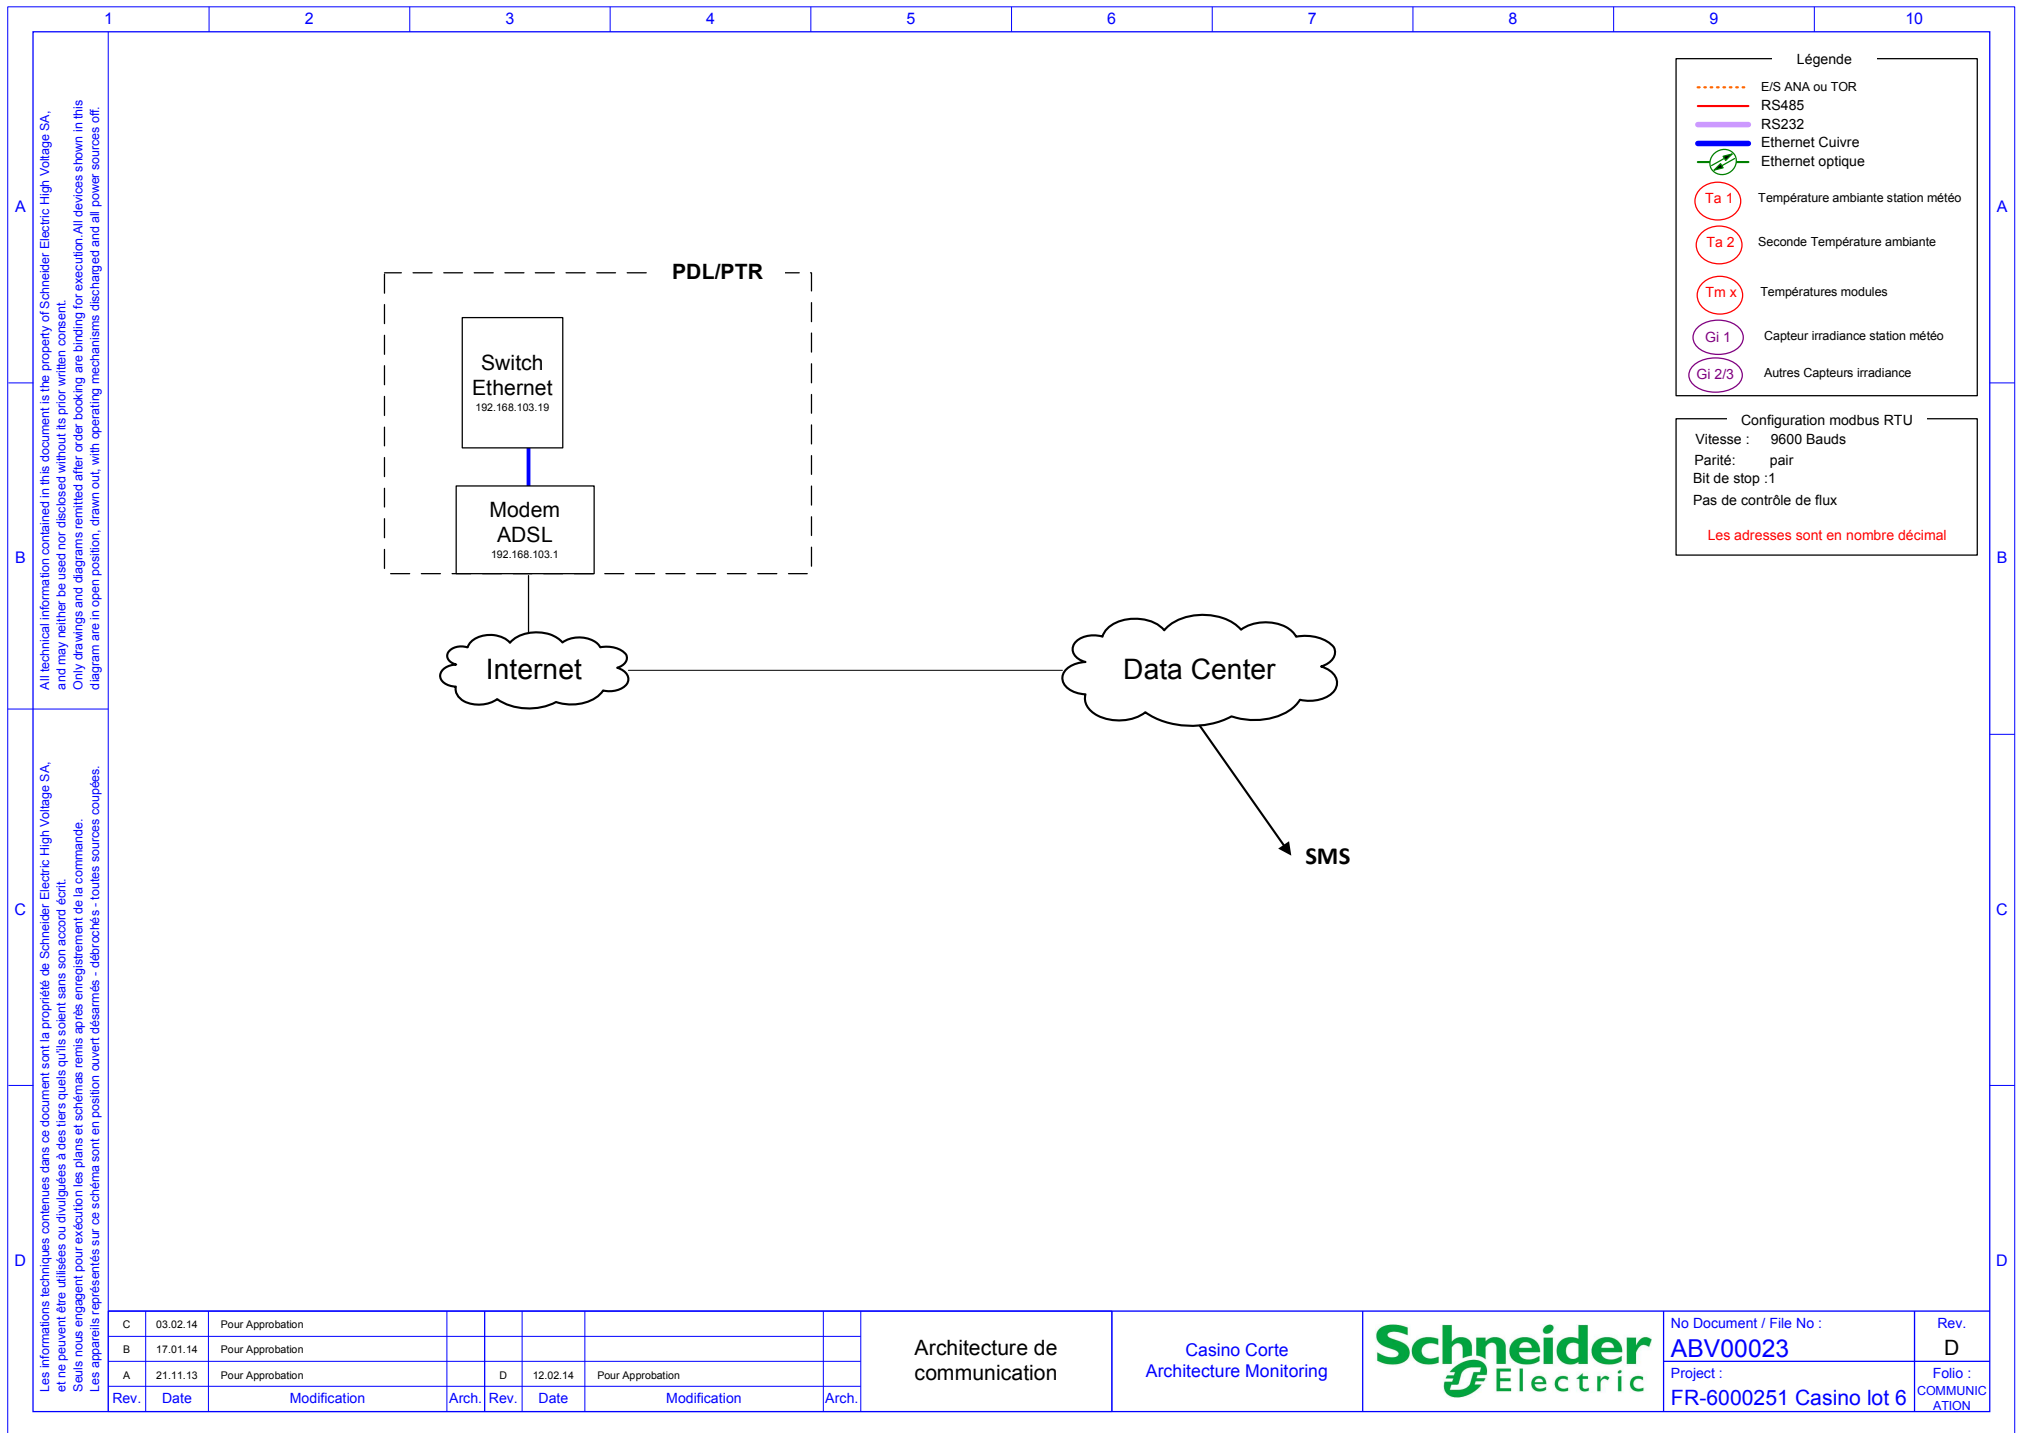 1 2 3 4 5 6 7 8 9 10
A
B
C
D
A
B
C
D
All technical information contained in this document is the property of Schneider Electric High Voltage SA,
and may neither be used nor disclosed without its prior written consent.
Only drawings and diagrams remitted after order booking are binding for execution.All devices shown in this
diagram are in open position, drawn out, with operating mechanisms discharged and all power sources off.
Les informations techniques contenues dans ce document sont la propriété de Schneider Electric High Voltage SA,
et ne peuvent être utilisées ou divulguées à des tiers quels qu'ils soient sans son accord écrit.
Seuls nous engagent pour exécution les plans et schémas remis après enregistrement de la commande.
Les appareils représentés sur ce schéma sont en position ouvert désarmés - débrochés - toutes sources coupées.
Légende
E/S ANA ou TOR
RS485
RS232
Ethernet Cuivre
Ethernet optique
Ta 1 Température ambiante station météo
Ta 2 Seconde Température ambiante
Tm x Températures modules
Gi 1 Capteur irradiance station météo
Gi 2/3 Autres Capteurs irradiance
Configuration modbus RTU
Vitesse : 9600 Bauds
Parité: pair
Bit de stop :1
Pas de contrôle de flux
Les adresses sont en nombre décimal
PDL/PTR
Switch
Ethernet
192.168.103.19
Modem
ADSL
192.168.103.1
Internet
Data Center
SMS
C 03.02.14 Pour Approbation
B 17.01.14 Pour Approbation
A 21.11.13 Pour Approbation D 12.02.14 Pour Approbation
Rev. Date Modification Arch. Rev. Date Modification Arch.
Architecture de
communication
Casino Corte
Architecture Monitoring
Schneider
Electric
No Document / File No :
ABV00023
Project :
FR-6000251 Casino lot 6
Rev.
D
Folio :
COMMUNIC
ATION